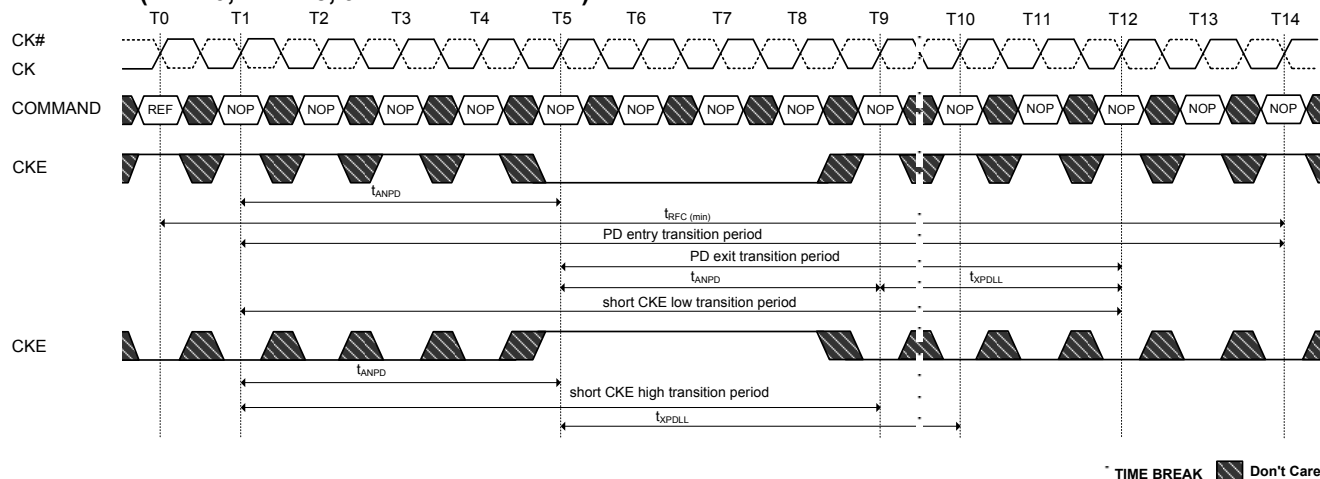 T0 T1 T2 T3 T4 T5 T6 T7 T8 T9 T10 T11 T12 T13 T14
CK#
CK
COMMAND REF NOP NOP NOP NOP NOP NOP NOP NOP NOP NOP NOP NOP NOP NOP
CKE
tANPD
tRFC (min)
PD entry transition period
PD exit transition period
tANPD tXPDLL
short CKE low transition period
CKE
tANPD
short CKE high transition period
tXPDLL
TIME BREAK Don't Care